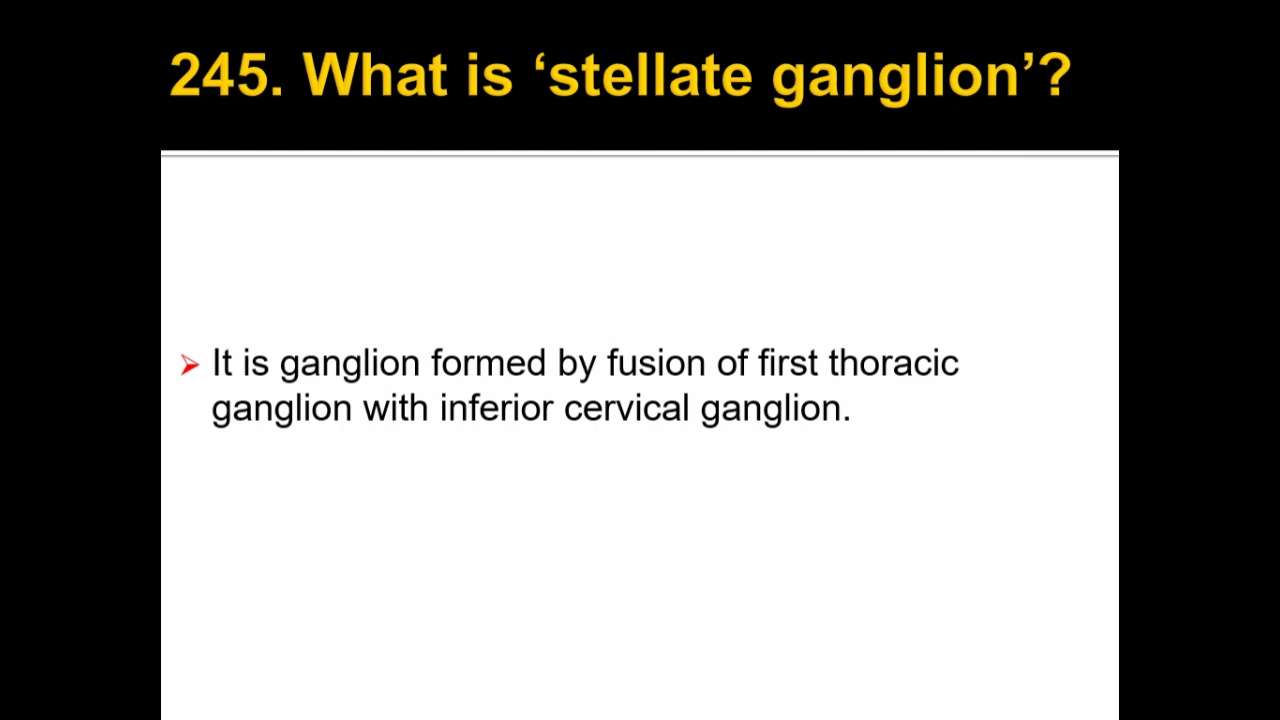 245. What is ‘stellate ganglion’?
It is ganglion formed by fusion of first thoracic
ganglion with inferior cervical ganglion.